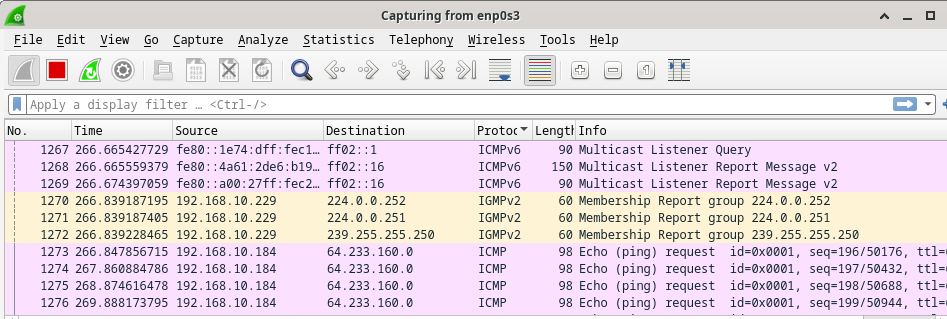 Capturing from enp0s3
File Edit View Go Capture Analyze Statistics Telephony Wireless Tools Help
Apply a display filter … <Ctrl-/>
No. Time Source Destination Protoc Length Info
1267 266.665427729 fe80::1e74:dff:fec1… ff02::1 ICMPv6 90 Multicast Listener Query
1268 266.665559379 fe80::4a61:2de6:b19… ff02::16 ICMPv6 150 Multicast Listener Report Message v2
1269 266.674397059 fe80::a00:27ff:fec2… ff02::16 ICMPv6 90 Multicast Listener Report Message v2
1270 266.839187195 192.168.10.229 224.0.0.252 IGMPv2 60 Membership Report group 224.0.0.252
1271 266.839187405 192.168.10.229 224.0.0.251 IGMPv2 60 Membership Report group 224.0.0.251
1272 266.839228465 192.168.10.229 239.255.255.250 IGMPv2 60 Membership Report group 239.255.255.250
1273 266.847856715 192.168.10.184 64.233.160.0 ICMP 98 Echo (ping) request id=0x0001, seq=196/50176, ttl=
1274 267.860884786 192.168.10.184 64.233.160.0 ICMP 98 Echo (ping) request id=0x0001, seq=197/50432, ttl=
1275 268.874616478 192.168.10.184 64.233.160.0 ICMP 98 Echo (ping) request id=0x0001, seq=198/50688, ttl=
1276 269.888173795 192.168.10.184 64.233.160.0 ICMP 98 Echo (ping) request id=0x0001, seq=199/50944, ttl=